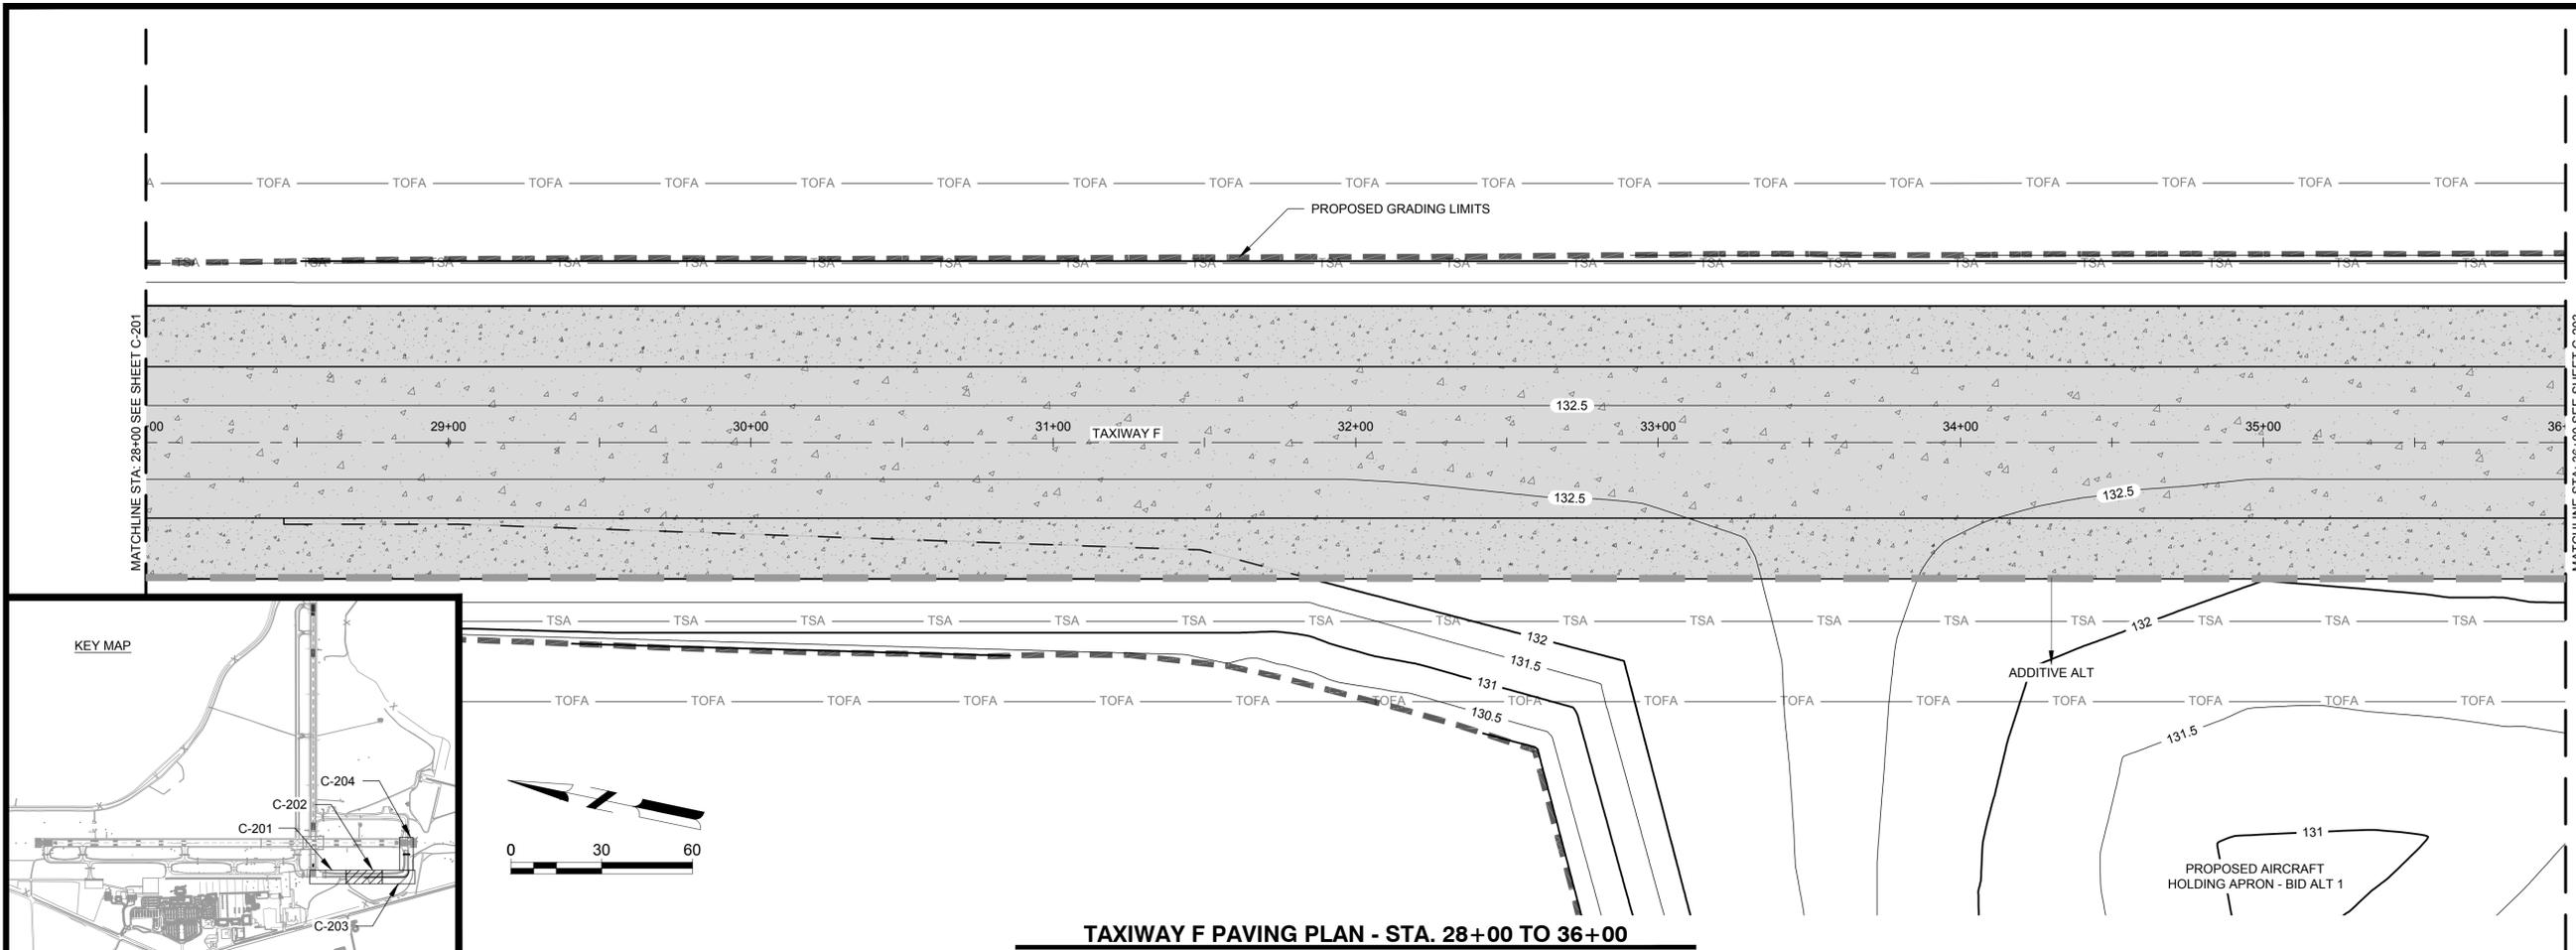 A TOFA TOFA TOFA TOFA TOFA TOFA TOFA TOFA TOFA TOFA TOFA TOFA TOFA TOFA TOFA TOFA TOFA
PROPOSED GRADING LIMITS
TSA TSA TSA TSA TSA TSA TSA TSA TSA TSA TSA TSA TSA TSA TSA TSA TSA TSA TSA
MATCHLINE STA: 28+00 SEE SHEET C-201
132.5
00 29+00 30+00 31+00 32+00 33+00 34+00 35+00 36
TAXIWAY F
132.5
132.5
TSA TSA TSA TSA TSA TSA TSA TSA TSA TSA TSA TSA TSA TSA TSA TSA
132
132
131.5
131
130.5
ADDITIVE ALT
TOFA TOFA TOFA TOFA TOFA TOFA TOFA TOFA TOFA TOFA TOFA TOFA TOFA TOFA TOFA
131.5
131
PROPOSED AIRCRAFT
HOLDING APRON - BID ALT 1
KEY MAP
C-204
C-202
C-201
C-203
0 30 60
TAXIWAY F PAVING PLAN - STA. 28+00 TO 36+00